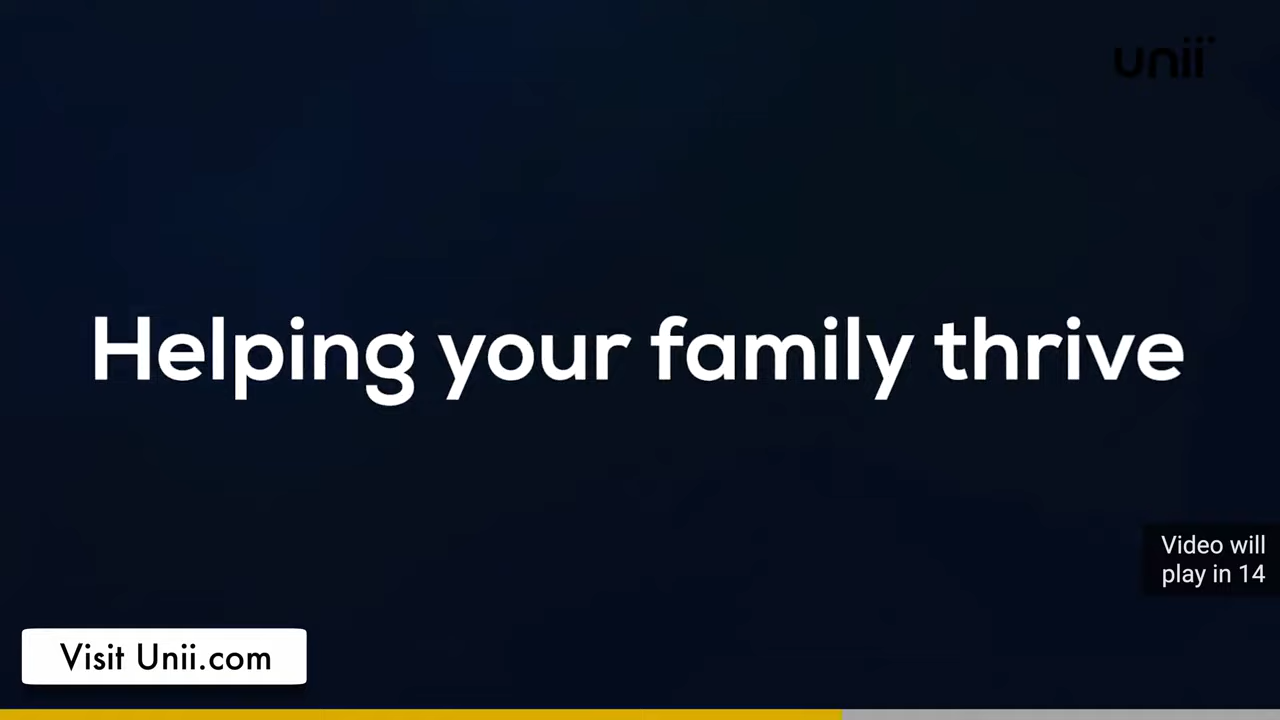 unii
Helping your family thrive
Video will
play in 14
Visit Unii.com